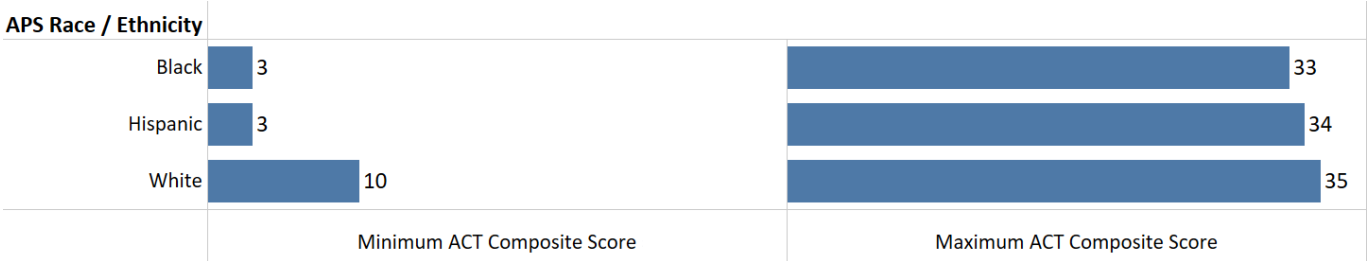 APS Race / Ethnicity
Black 3 33
Hispanic 3 34
White 10 35
Minimum ACT Composite Score Maximum ACT Composite Score